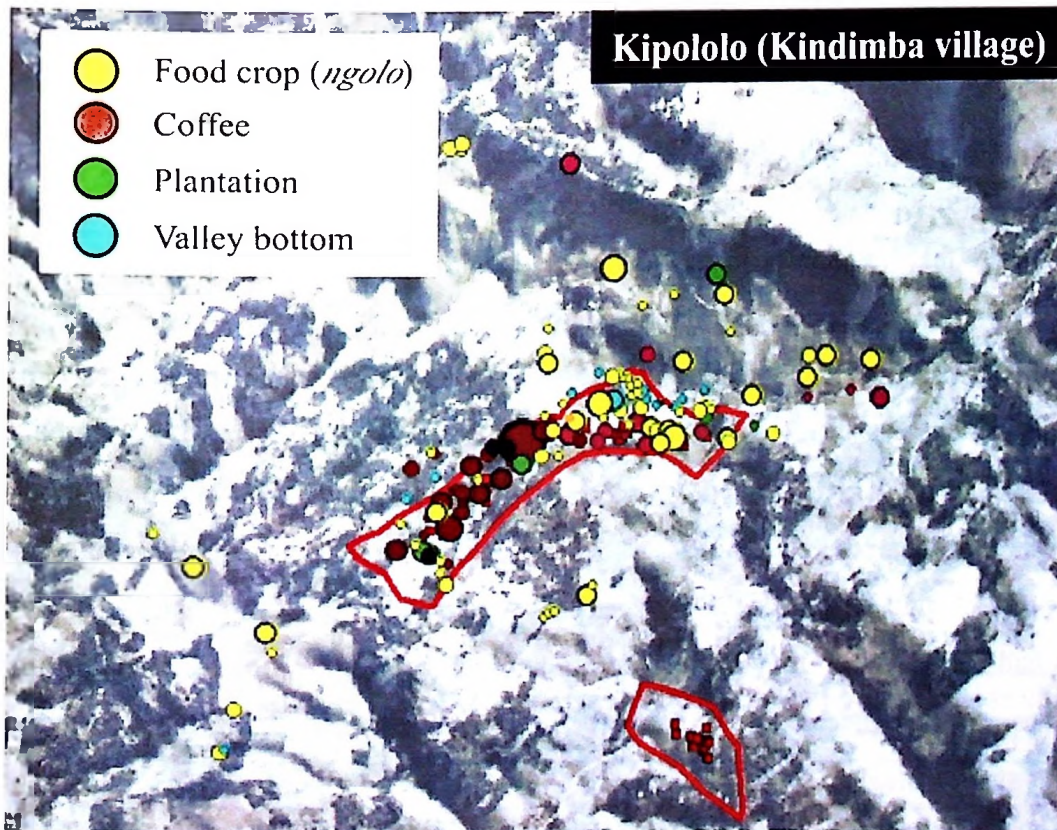 Kipololo (Kindimba village)
Food crop (ngolo)
Coffee
Plantation
Valley bottom